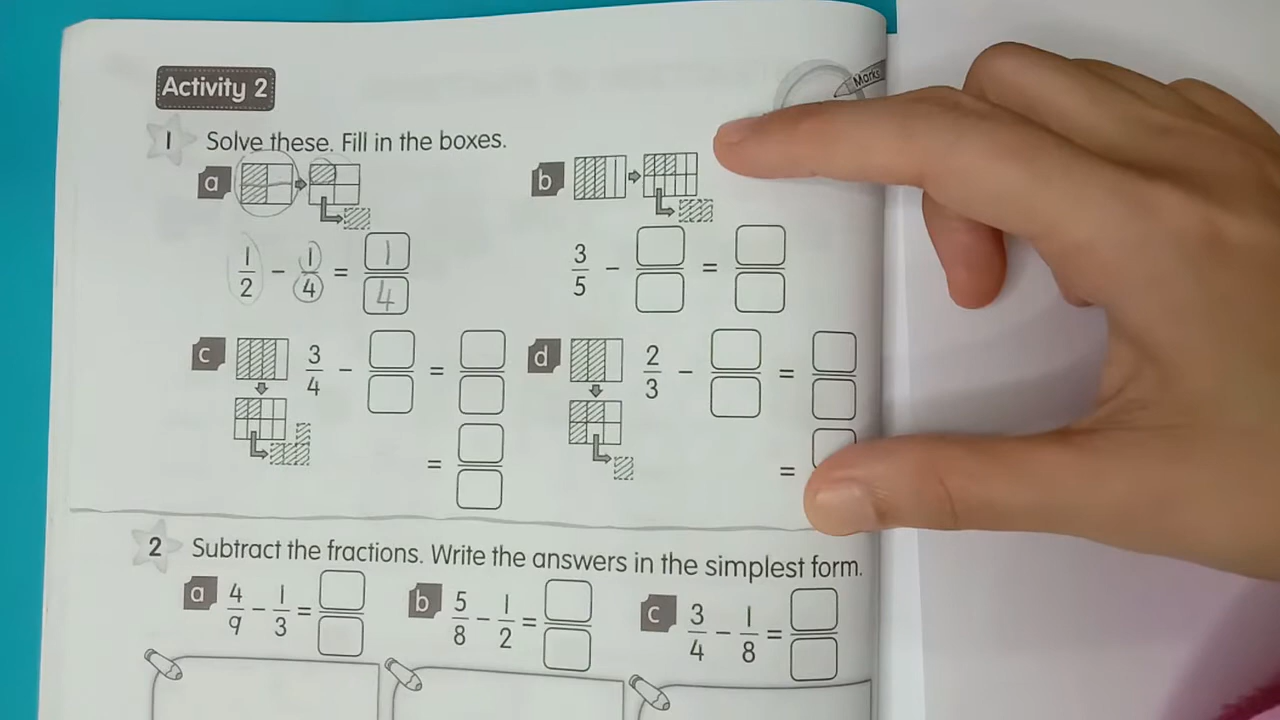 Activity 2
Marks
1 Solve these. Fill in the boxes.
a
1/2 - 1/4 = 1/4
b
3/5 - =
c
3/4 - =
=
d
2/3 - =
=
2 Subtract the fractions. Write the answers in the simplest form.
a 4/9 - 1/3 =
b 5/8 - 1/2 =
c 3/4 - 1/8 =